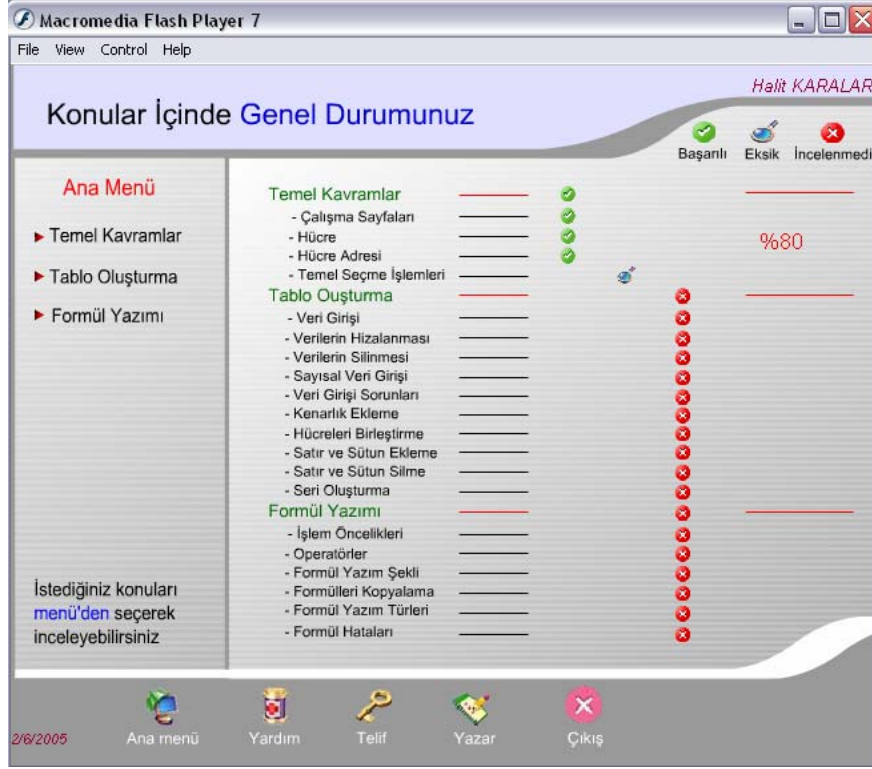 Macromedia Flash Player 7
File View Control Help
Halit KARALAR
Konular İçinde Genel Durumunuz
Başarılı Eksik İncelenmedi
Ana Menü
Temel Kavramlar
Tablo Oluşturma
Formül Yazımı
Temel Kavramlar
- Çalışma Sayfaları
- Hücre
- Hücre Adresi
- Temel Seçme İşlemleri
%80
Tablo Ouşturma
- Veri Girişi
- Verilerin Hizalanması
- Verilerin Silinmesi
- Sayısal Veri Girişi
- Veri Girişi Sorunları
- Kenarlık Ekleme
- Hücreleri Birleştirme
- Satır ve Sütun Ekleme
- Satır ve Sütun Silme
- Seri Oluşturma
Formül Yazımı
- İşlem Öncelikleri
- Operatörler
- Formül Yazım Şekli
- Formülleri Kopyalama
- Formül Yazım Türleri
- Formül Hataları
İstediğiniz konuları
menü'den seçerek
inceleyebilirsiniz
2/6/2005
Ana menü Yardım Telif Yazar Çıkış